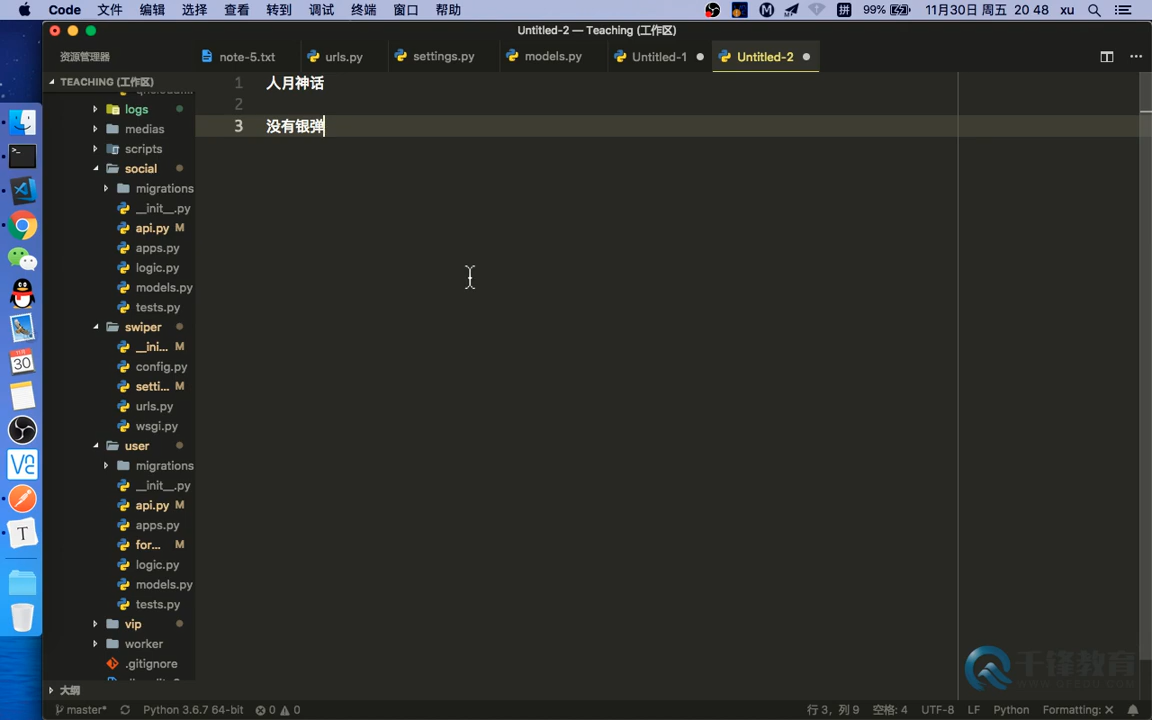 Code 文件 编辑 选择 查看 转到 调试 终端 窗口 帮助 99% 11月30日 周五 20 48 xu
Untitled-2 — Teaching (工作区)
资源管理器 note-5.txt urls.py settings.py models.py Untitled-1 Untitled-2
TEACHING (工作区)
logs
medias
scripts
social
migrations
__init__.py
api.py M
apps.py
logic.py
models.py
tests.py
swiper
__ini... M
config.py
setti... M
urls.py
wsgi.py
user
migrations
__init__.py
api.py M
apps.py
for... M
logic.py
models.py
tests.py
vip
worker
.gitignore
大纲
1 人月神话
2
3 没有银弹
千锋教育
master* Python 3.6.7 64-bit 0 0 行 3，列 9 空格: 4 UTF-8 LF Python Formatting: ×